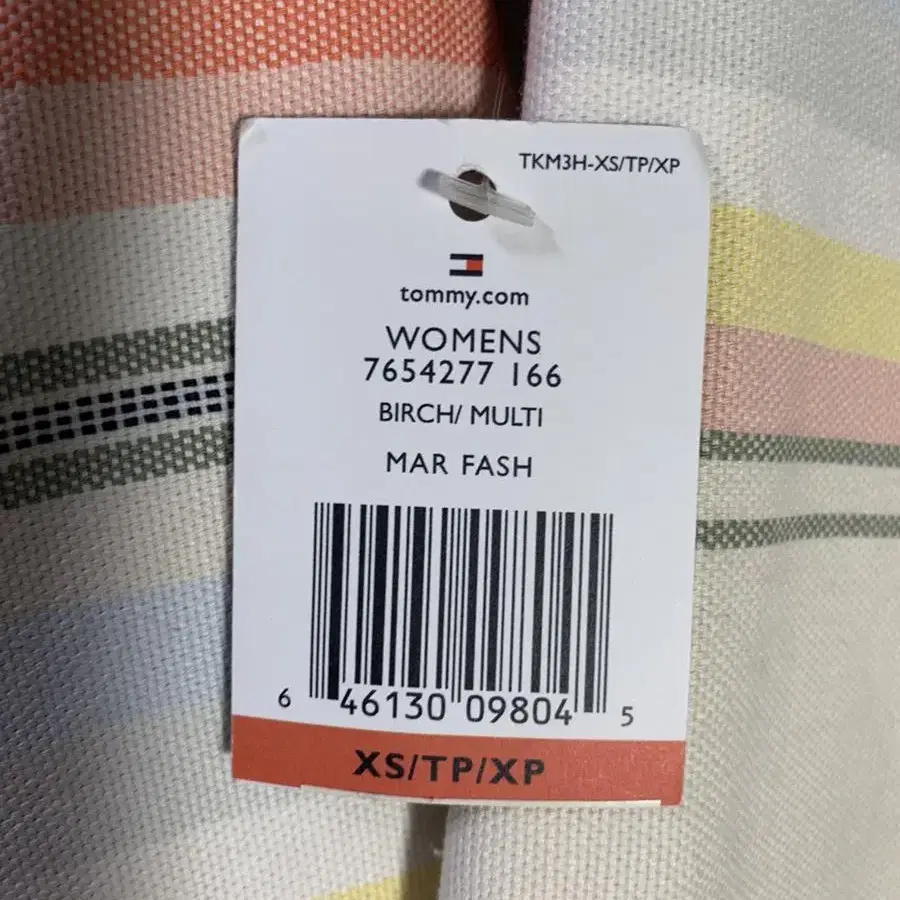 TKM3H-XS/TP/XP
tommy.com
WOMENS
7654277 166
BIRCH/ MULTI
MAR FASH
6 46130 09804 5
XS/TP/XP